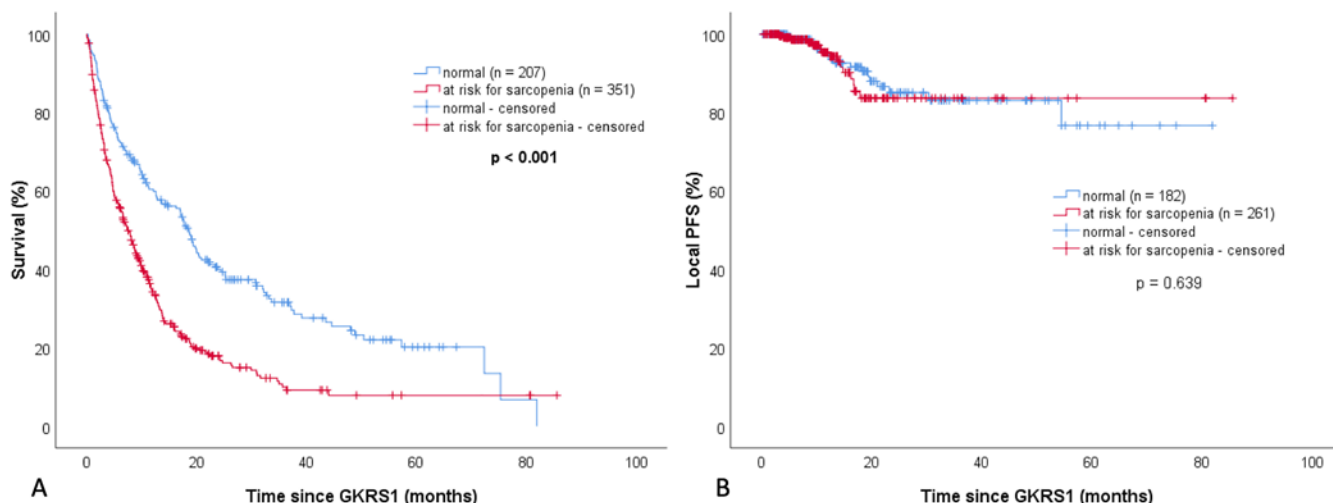 100
80
60
40
20
0
Survival (%)
normal (n = 207)
at risk for sarcopenia (n = 351)
normal - censored
at risk for sarcopenia - censored
p < 0.001
0 20 40 60 80 100
Time since GKRS1 (months)
A
100
80
60
40
20
0
Local PFS (%)
normal (n = 182)
at risk for sarcopenia (n = 261)
normal - censored
at risk for sarcopenia - censored
p = 0.639
0 20 40 60 80 100
Time since GKRS1 (months)
B